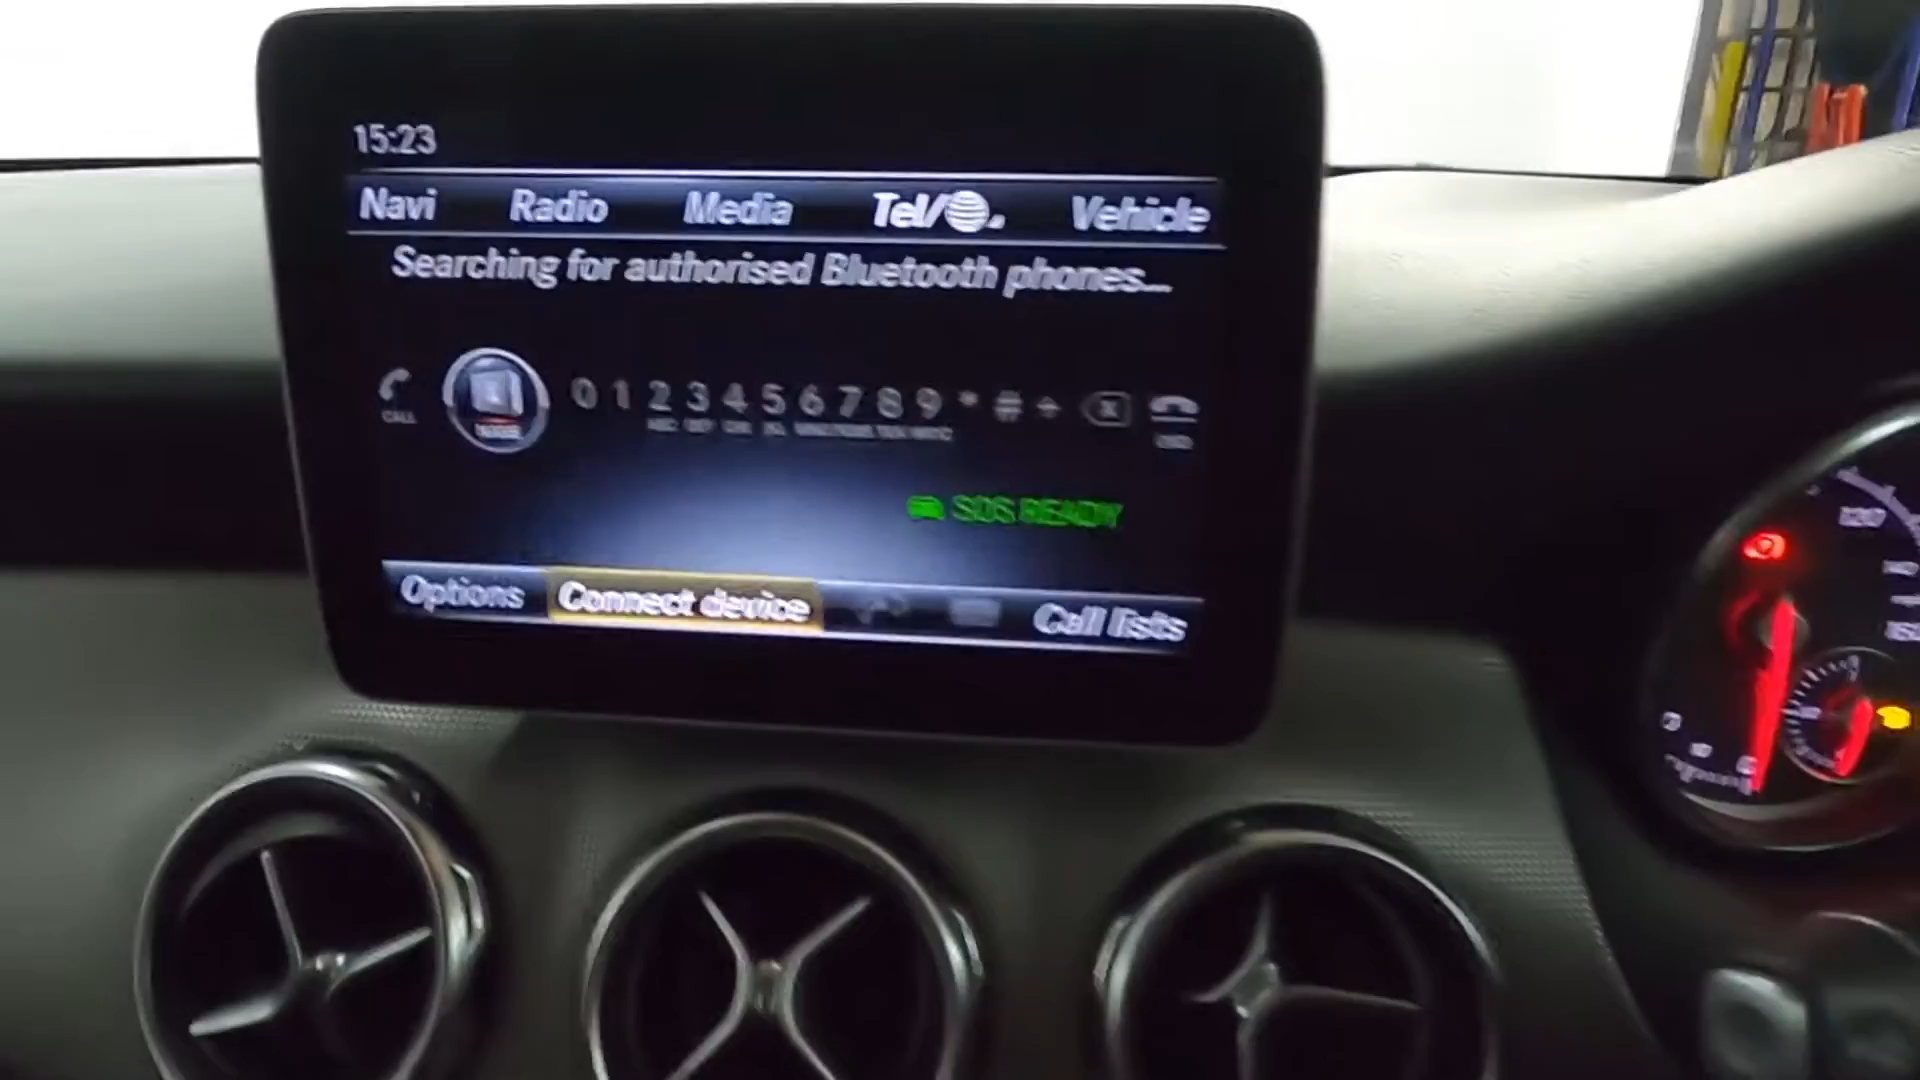 15:23
Navi Radio Media Tel/ Vehicle
Searching for authorised Bluetooth phones...
CALL 0 1 2 3 4 5 6 7 8 9 * # +
SOS READY
Options Connect device Call lists
120